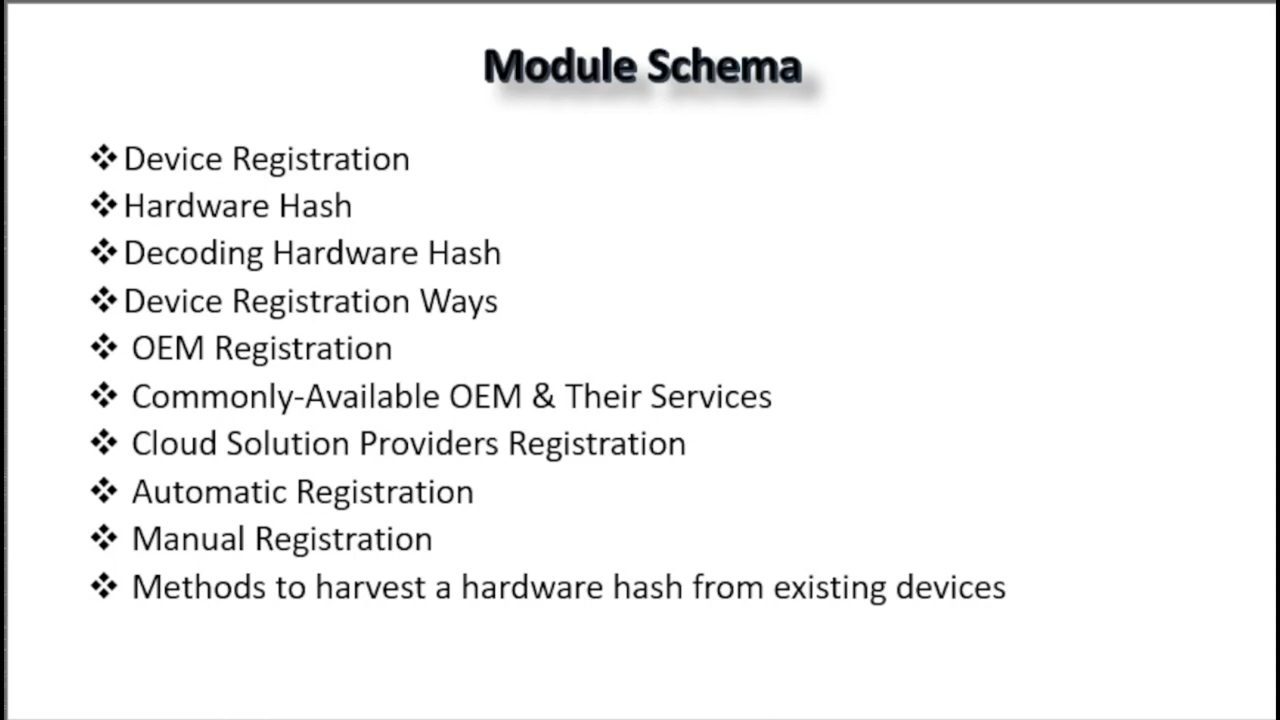 Module Schema
❖ Device Registration
❖ Hardware Hash
❖ Decoding Hardware Hash
❖ Device Registration Ways
❖ OEM Registration
❖ Commonly-Available OEM & Their Services
❖ Cloud Solution Providers Registration
❖ Automatic Registration
❖ Manual Registration
❖ Methods to harvest a hardware hash from existing devices